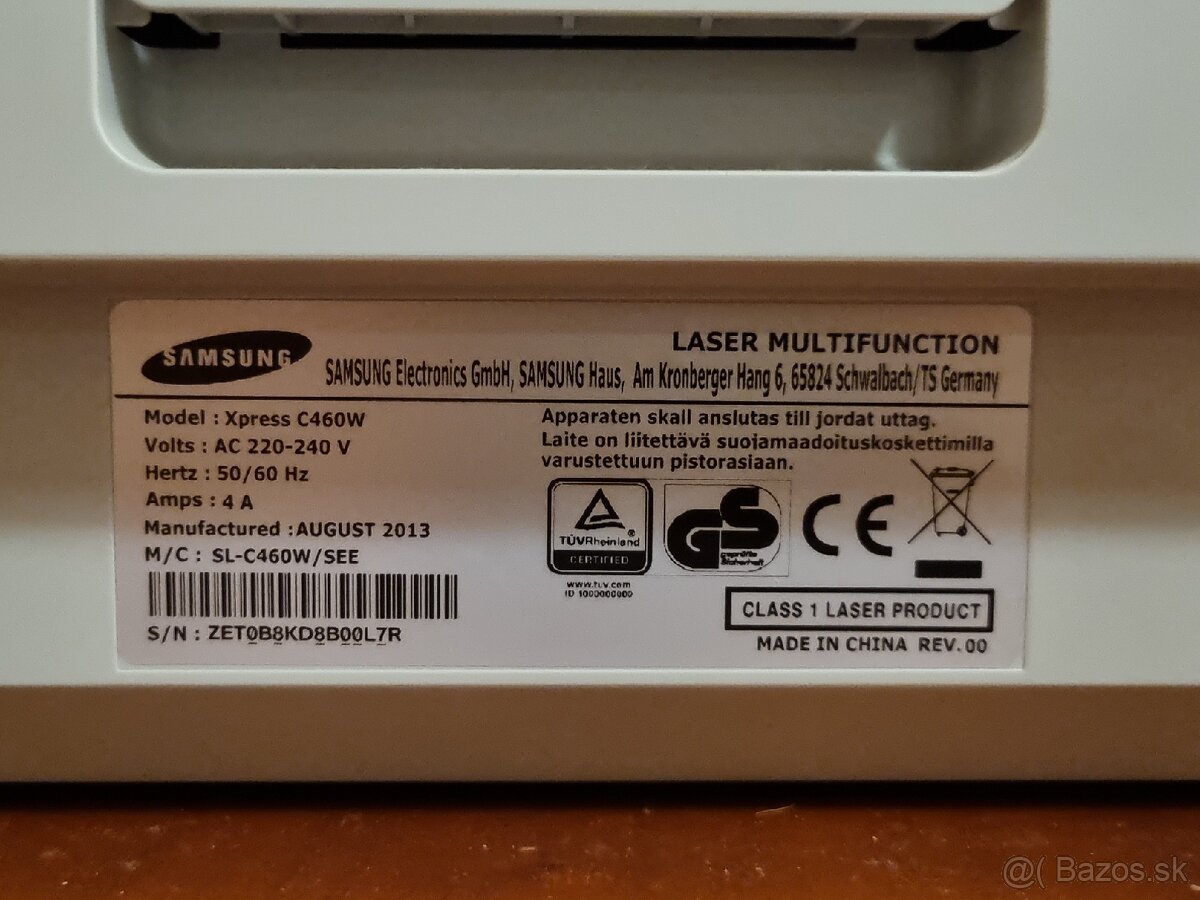 SAMSUNG
LASER MULTIFUNCTION
SAMSUNG Electronics GmbH, SAMSUNG Haus, Am Kronberger Hang 6, 65824 Schwalbach/TS Germany
Model : Xpress C460W
Volts : AC 220-240 V
Hertz : 50/60 Hz
Amps : 4 A
Manufactured :AUGUST 2013
M/C : SL-C460W/SEE
S/N : ZET0B8KD8B00L7R
Apparaten skall anslutas till jordat uttag.
Laite on liitettävä suojamaadoituskoskettimilla
varustettuun pistorasiaan.
TÜVRheinland®
CERTIFIED
www.tuv.com
ID 1000000000
GS
geprüfte
Sicherheit
CE
CLASS 1 LASER PRODUCT
MADE IN CHINA REV.00
@( Bazos.sk